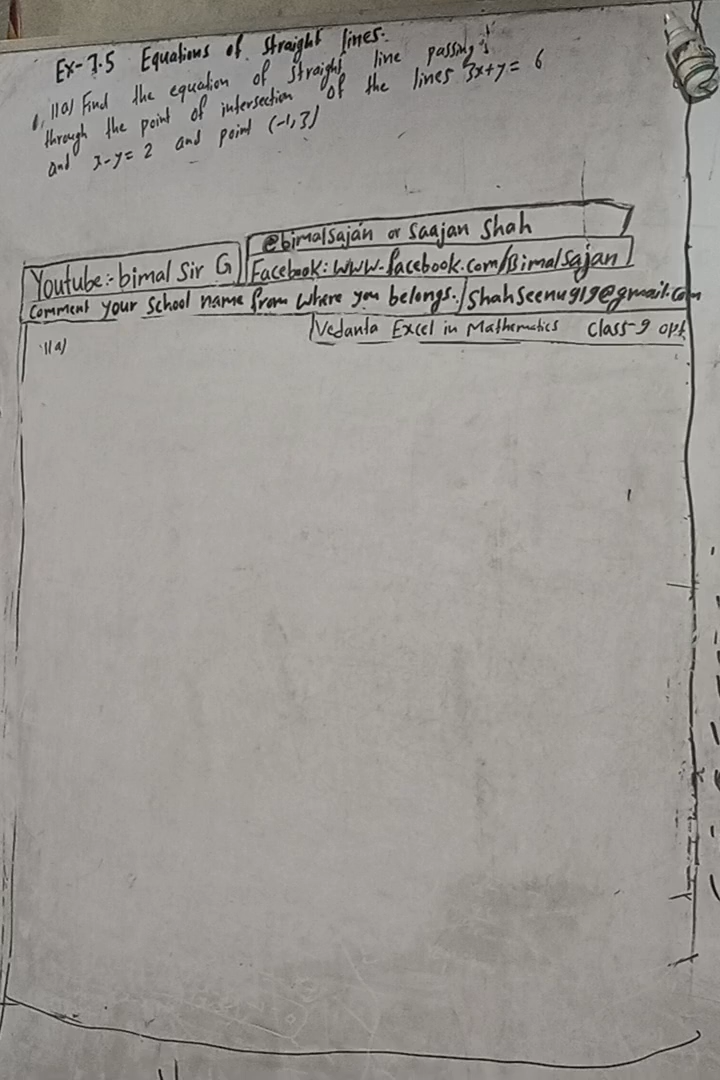 Ex-7.5 Equations of straight lines.
Q. 11a) Find the equation of straight line passing
through the point of intersection of the lines 3x+y= 6
and x-y= 2 and point (-1,3)
@bimalsajan or Saajan Shah
Youtube:- bimal Sir G
Facebook: www.facebook.com/Bimalsajan
Comment your School name from where you belongs./Shahseenu919@gmail.com
Vedanta Excel in Mathematics Class-9 opt
11a)